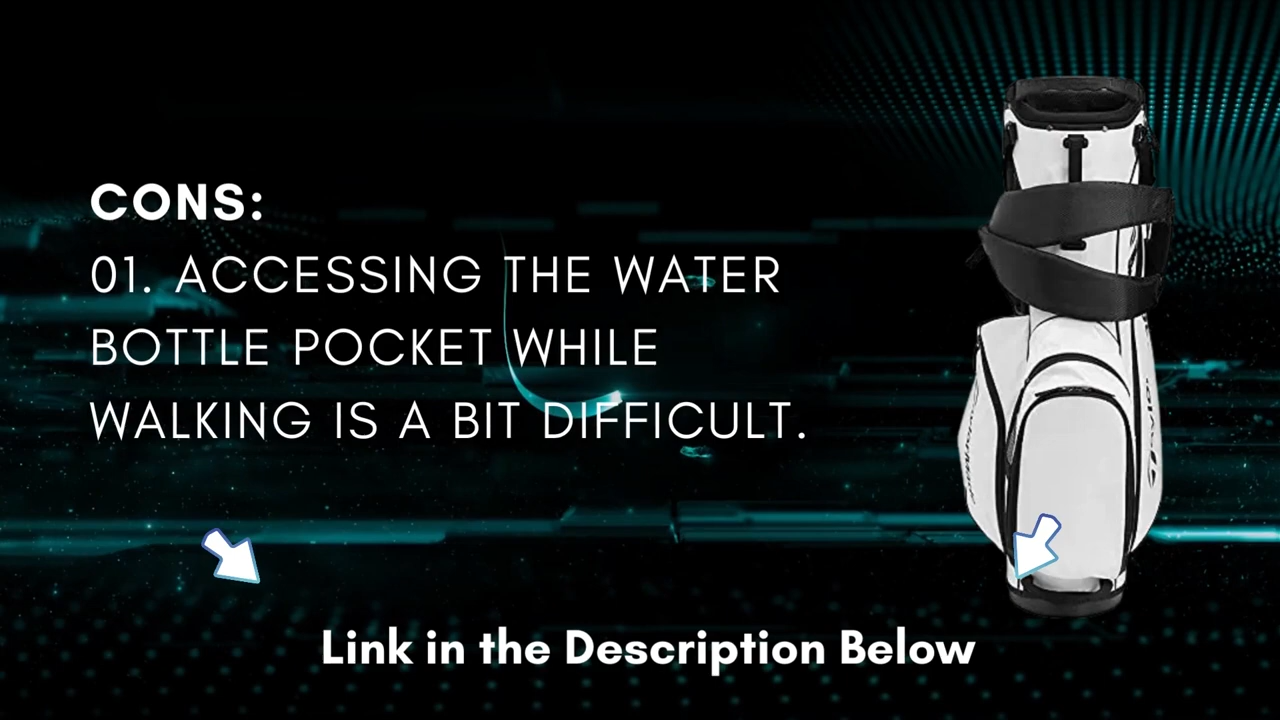 CONS:
01. ACCESSING THE WATER
BOTTLE POCKET WHILE
WALKING IS A BIT DIFFICULT.
Link in the Description Below